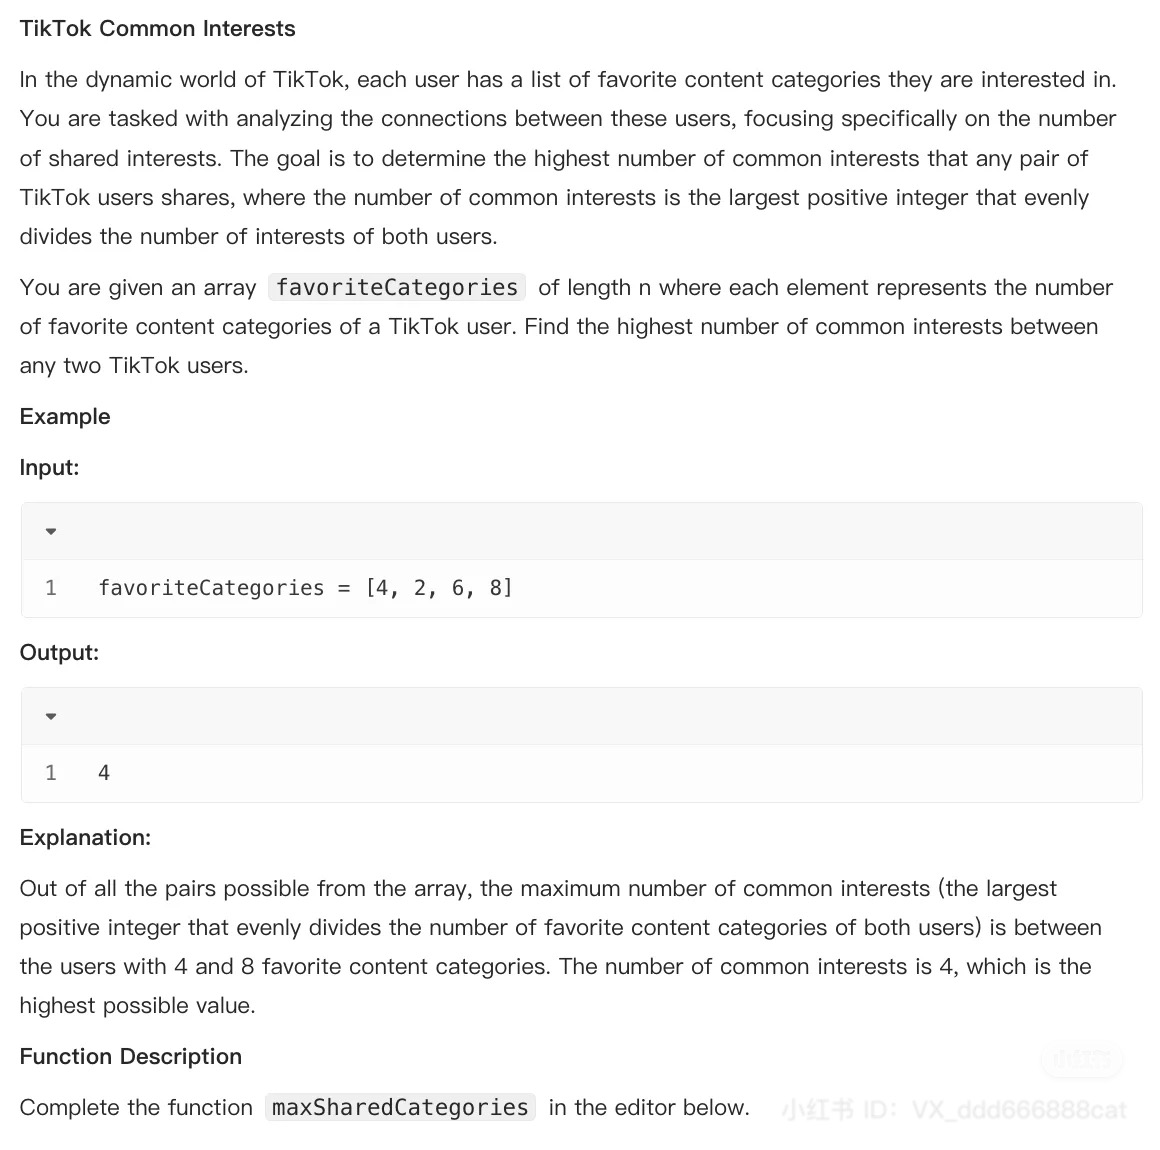 TikTok Common Interests
In the dynamic world of TikTok, each user has a list of favorite content categories they are interested in.
You are tasked with analyzing the connections between these users, focusing specifically on the number
of shared interests. The goal is to determine the highest number of common interests that any pair of
TikTok users shares, where the number of common interests is the largest positive integer that evenly
divides the number of interests of both users.
You are given an array favoriteCategories of length n where each element represents the number
of favorite content categories of a TikTok user. Find the highest number of common interests between
any two TikTok users.
Example
Input:
1 favoriteCategories = [4, 2, 6, 8]
Output:
1 4
Explanation:
Out of all the pairs possible from the array, the maximum number of common interests (the largest
positive integer that evenly divides the number of favorite content categories of both users) is between
the users with 4 and 8 favorite content categories. The number of common interests is 4, which is the
highest possible value.
Function Description
小红书
Complete the function maxSharedCategories in the editor below.
小红书 ID: VX_ddd666888cat